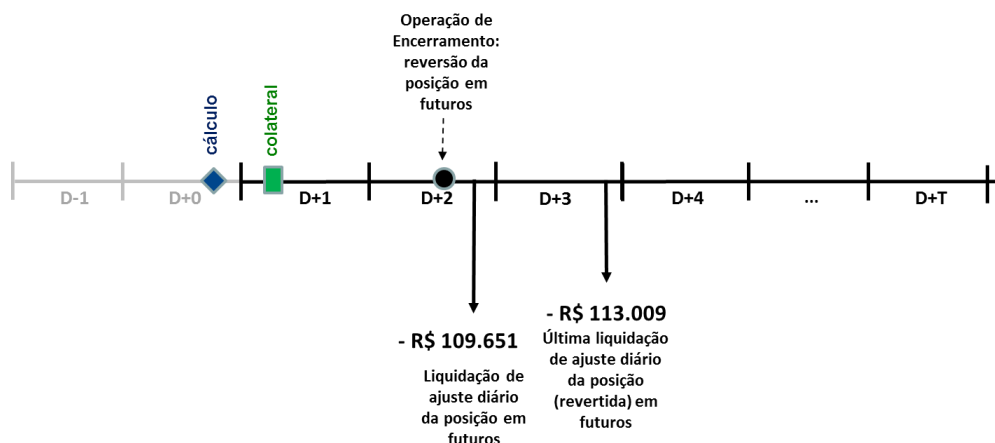 Operação de
Encerramento:
reversão da
posição em
futuros
cálculo
colateral
D-1
D+0
D+1
D+2
D+3
D+4
...
D+T
- R$ 109.651
Liquidação de
ajuste diário
da posição em
futuros
- R$ 113.009
Última liquidação
de ajuste diário
da posição
(revertida) em
futuros